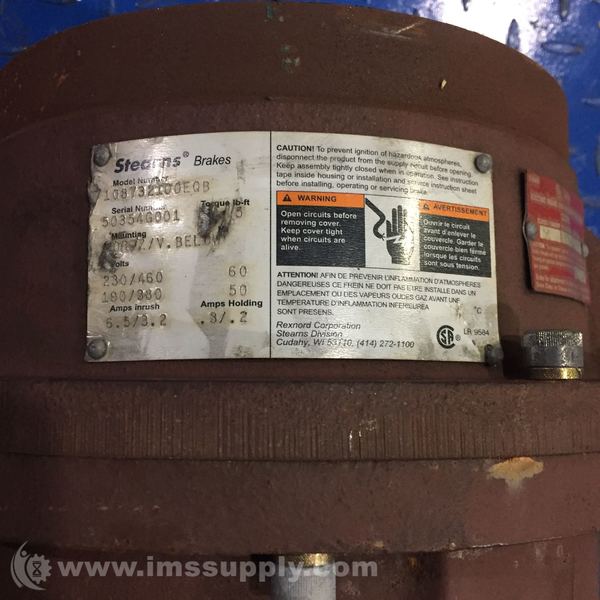 Stearns® Brakes
Model Number
108732100EQB
Serial Number Torque lb-ft
50354G001
Mounting
Volts
230/460 60
190/380 50
Amps inrush Amps Holding
6.5/3.2 .3/.2
CAUTION! To prevent ignition of hazardous atmospheres,
disconnect the product from the supply circuit before opening.
Keep assembly tightly closed when in operation. See instruction
tape inside housing or installation and service instruction sheet
before installing, operating or servicing brake.
WARNING
Open circuits before
removing cover.
Keep cover tight
when circuits are
alive.
Avertissement
Ouvrir le circuit
avant d'enlever le
couvercle. Garder le
couvercle bien fermé
lorsque les circuits
sont sous tension.
ATTENTION! AFIN DE PREVENIR L'INFLAMMATION D'ATMOSPHERES
DANGEREUSES CE FREIN NE DOIT PAS ETRE INSTALLE DANS UN
EMPLACEMENT OU DES VAPEURS OUDES GAZ AVANT UNE
TEMPERATURE D'INFLAMMATION INFERIEUREA
SONT PRESENS. °C
Rexnord Corporation
Stearns Division
Cudahy, WI 53110, (414) 272-1100
LR 9584
www.imssupply.com